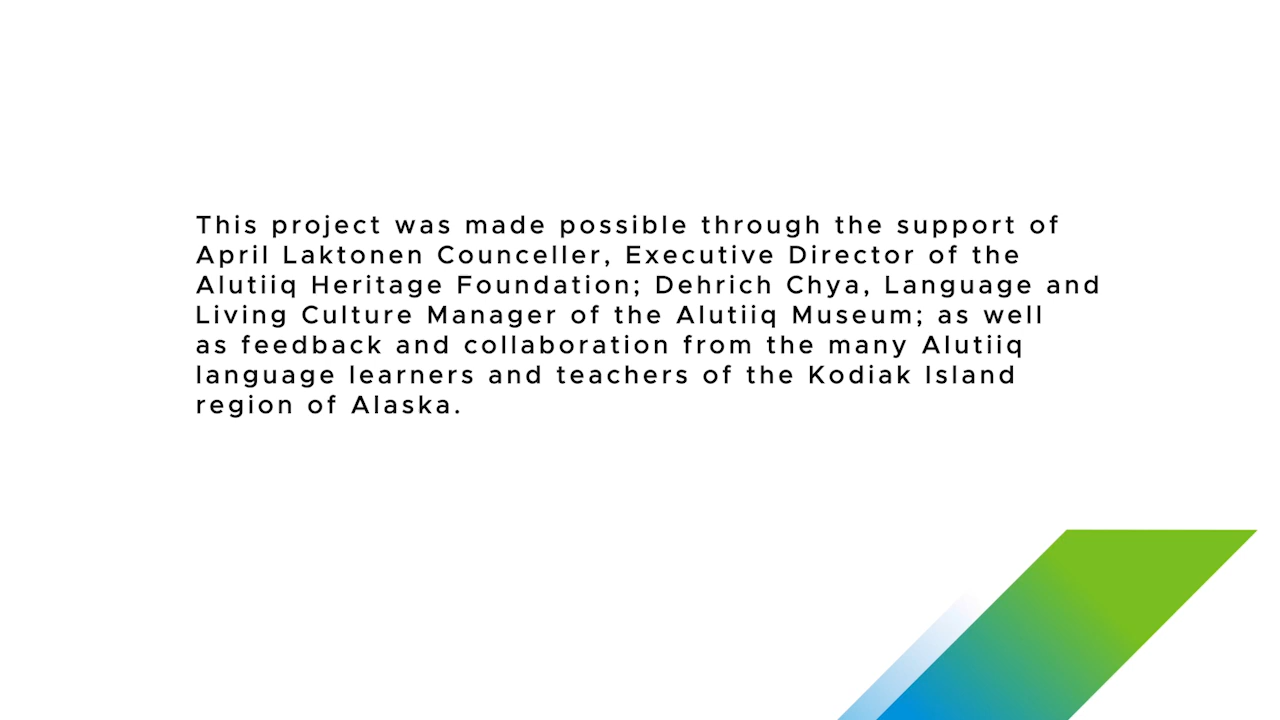 This project was made possible through the support of
April Laktonen Counceller, Executive Director of the
Alutiiq Heritage Foundation; Dehrich Chya, Language and
Living Culture Manager of the Alutiiq Museum; as well
as feedback and collaboration from the many Alutiiq
language learners and teachers of the Kodiak Island
region of Alaska.